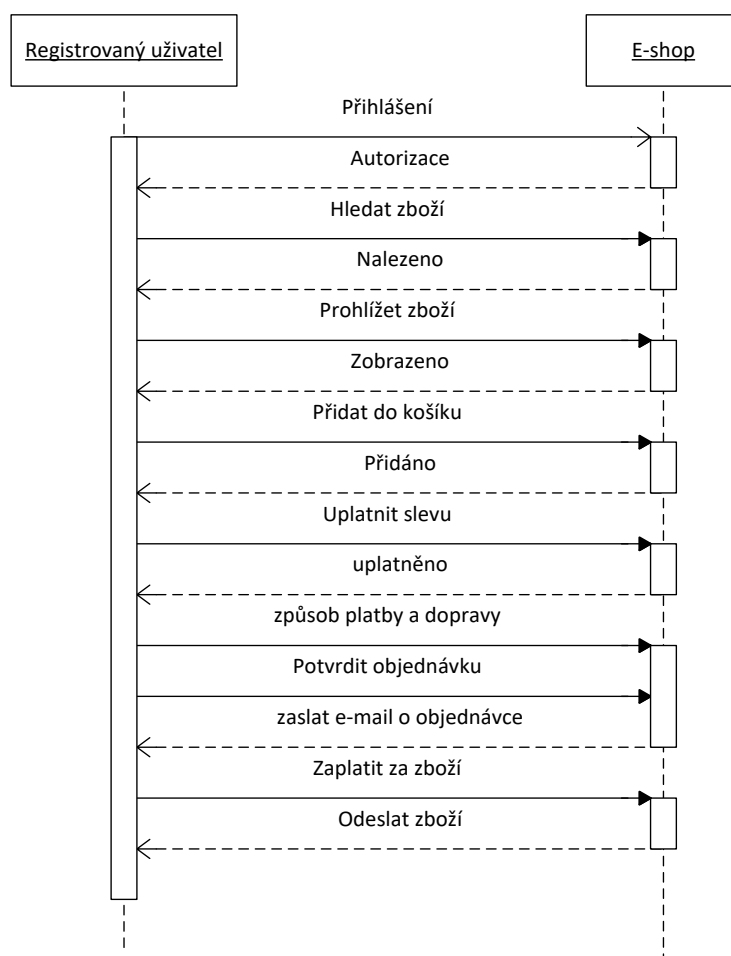 Registrovaný uživatel
E-shop
Přihlášení
Autorizace
Hledat zboží
Nalezeno
Prohlížet zboží
Zobrazeno
Přidat do košíku
Přidáno
Uplatnit slevu
uplatněno
způsob platby a dopravy
Potvrdit objednávku
zaslat e-mail o objednávce
Zaplatit za zboží
Odeslat zboží